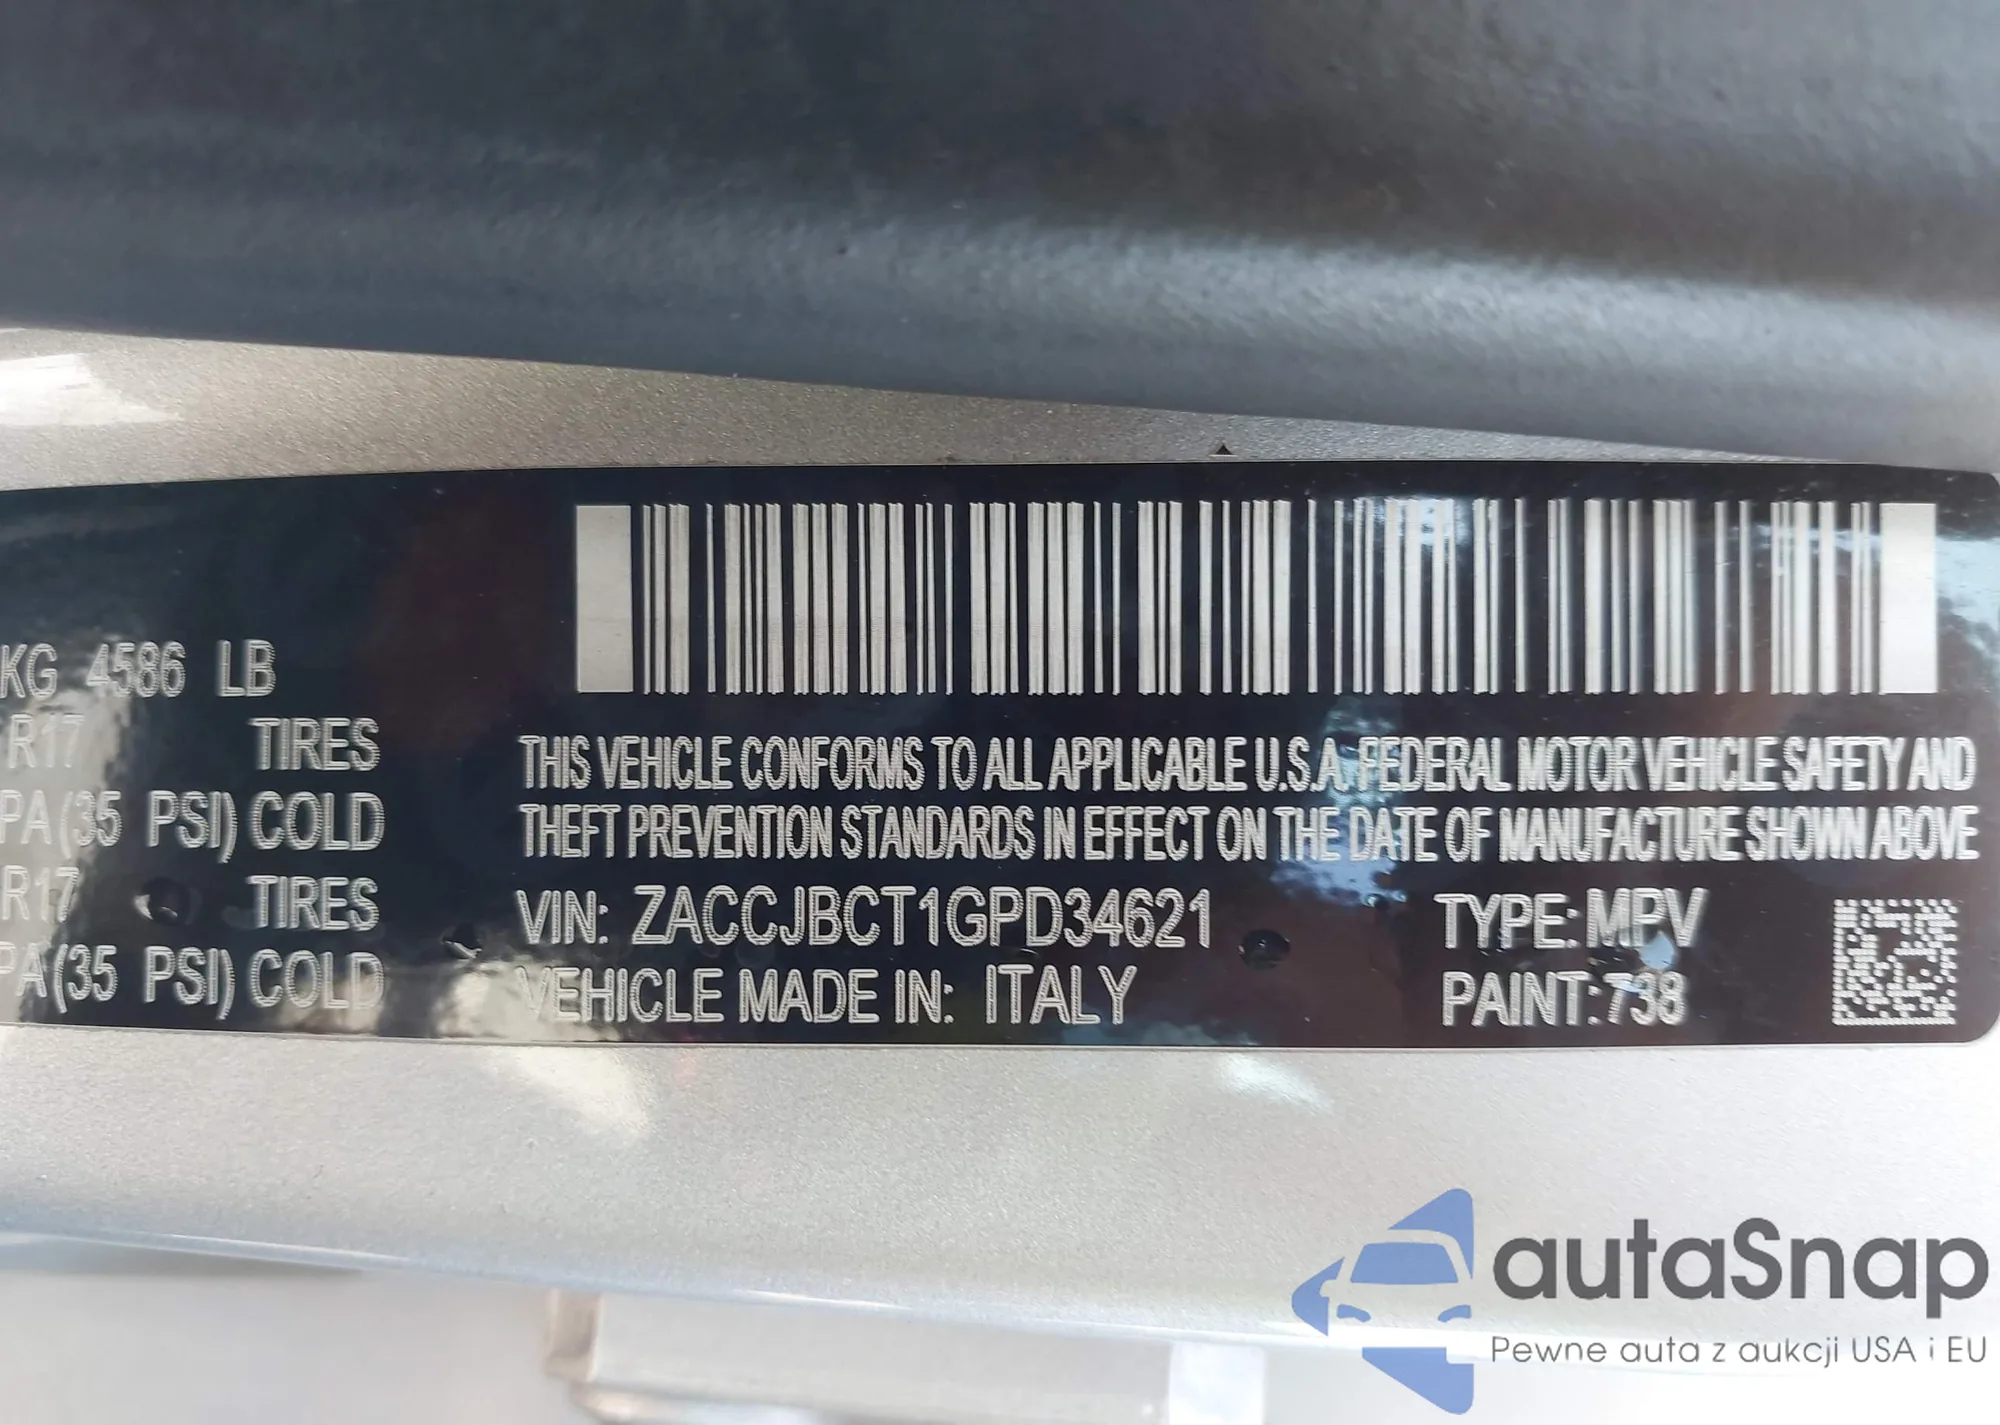 KG 4586 LB
R17 TIRES
PA (35 PSI) COLD
R17 TIRES
PA (35 PSI) COLD
THIS VEHICLE CONFORMS TO ALL APPLICABLE U.S.A. FEDERAL MOTOR VEHICLE SAFETY AND
THEFT PREVENTION STANDARDS IN EFFECT ON THE DATE OF MANUFACTURE SHOWN ABOVE
VIN: ZACCJBCT1GPD34621 TYPE: MPV
VEHICLE MADE IN: ITALY PAINT: 738
autaSnap
Pewne auta z aukcji USA i EU